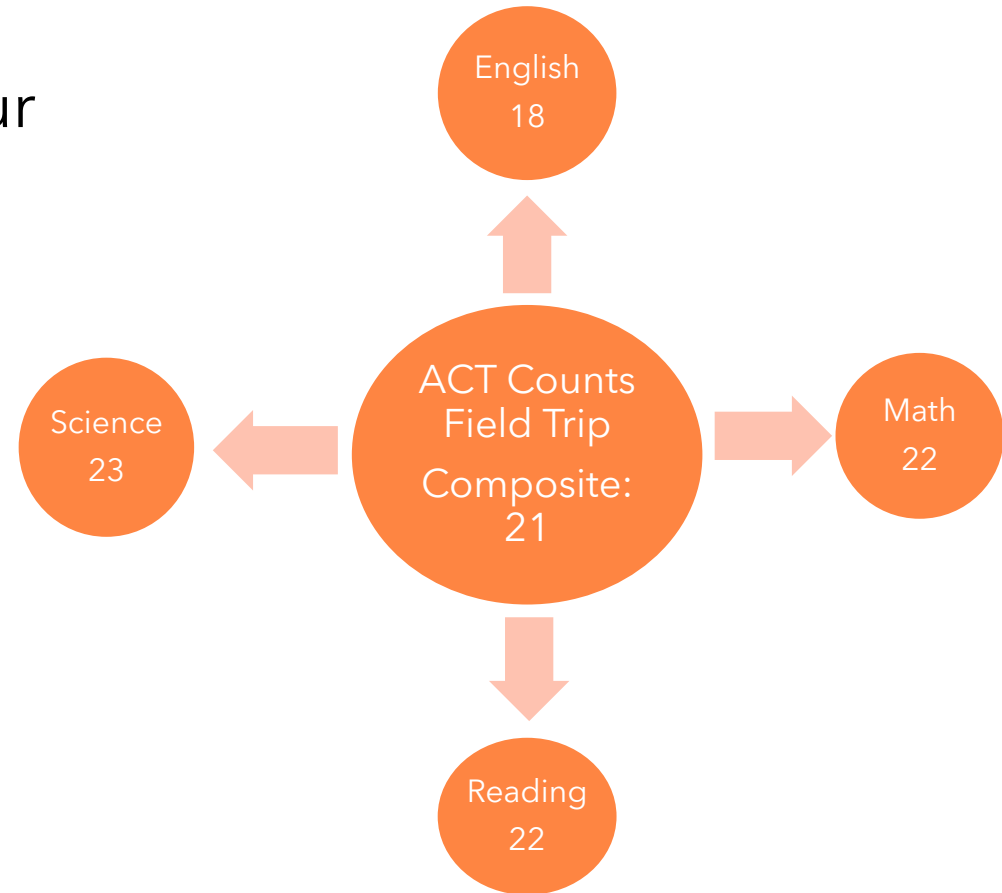 ur
English
18
ACT Counts
Field Trip
Composite:
21
Science
23
Math
22
Reading
22